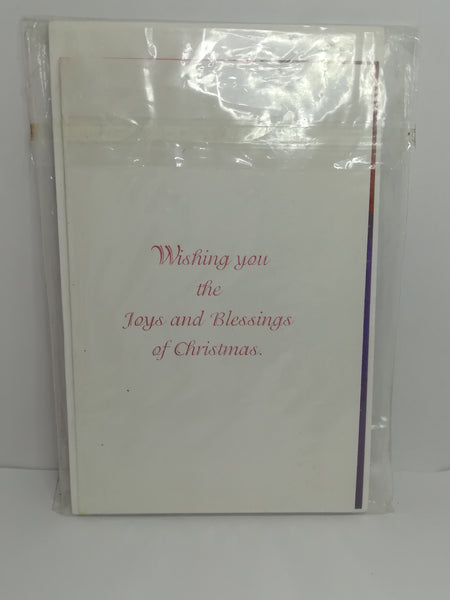 Wishing you
the
Joys and Blessings
of Christmas.